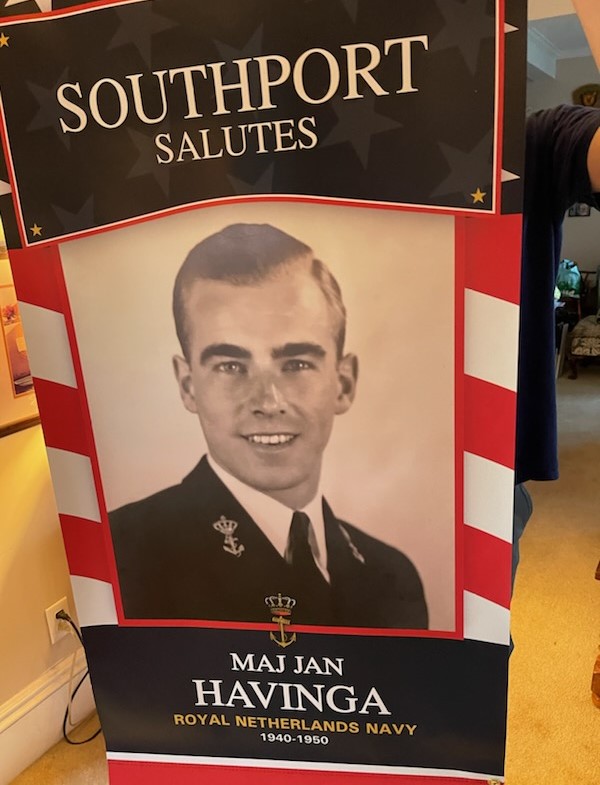 SOUTHPORT
SALUTES
MAJ JAN
HAVINGA
ROYAL NETHERLANDS NAVY
1940-1950